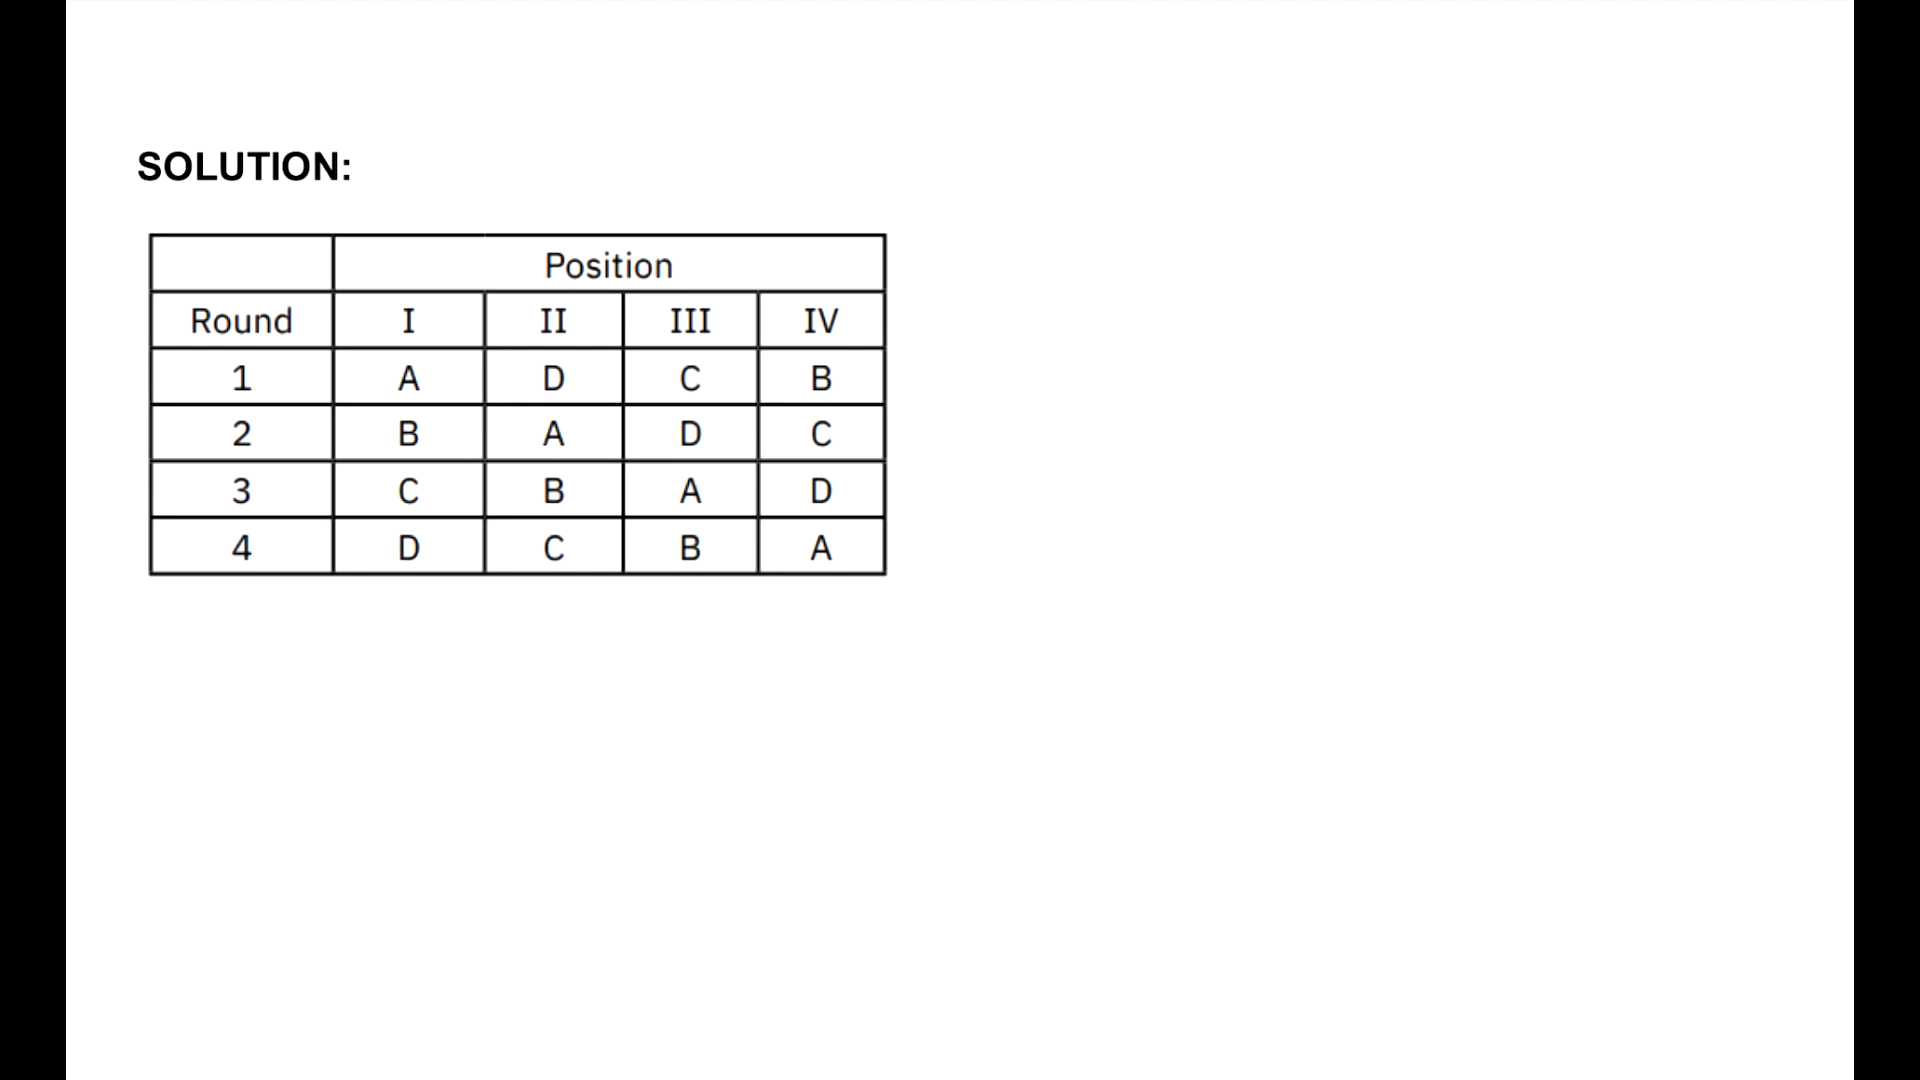 SOLUTION:
Position
Round I II III IV
1 A D C B
2 B A D C
3 C B A D
4 D C B A